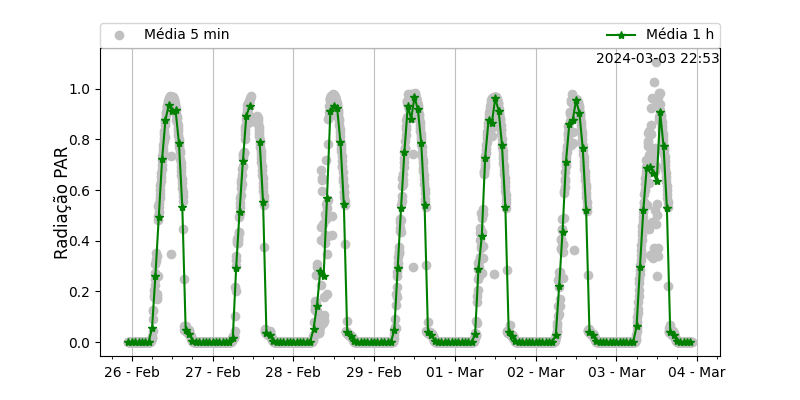 Média 5 min
Média 1 h
2024-03-03 22:53
Radiação PAR
1.0
0.8
0.6
0.4
0.2
0.0
26 - Feb
27 - Feb
28 - Feb
29 - Feb
01 - Mar
02 - Mar
03 - Mar
04 - Mar